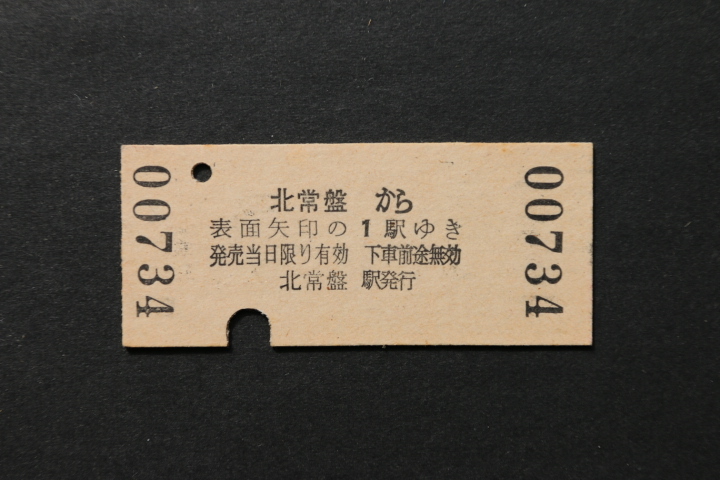 00734
北常盤 から
表面矢印の1駅ゆき
発売当日限り有効 下車前途無効
北常盤 駅発行
00734